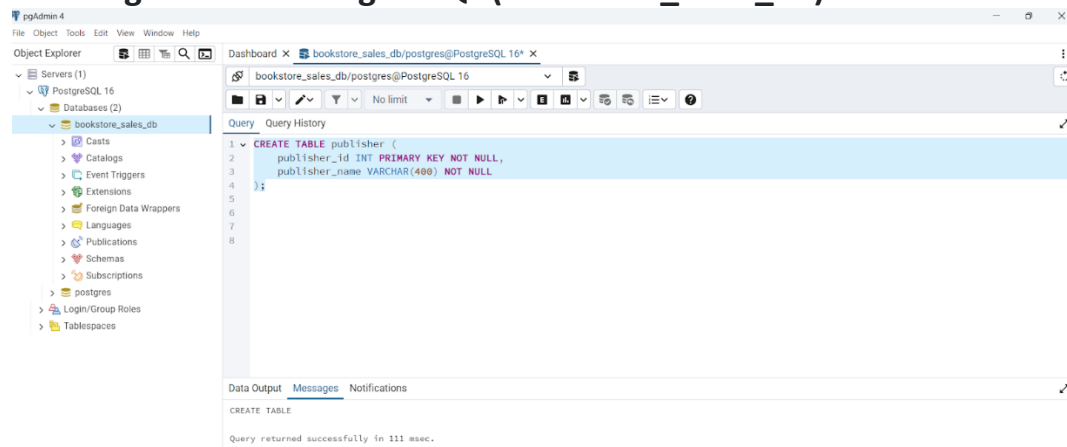 pgAdmin 4
File Object Tools Edit View Window Help
Object Explorer
Dashboard
bookstore_sales_db/postgres@PostgreSQL 16*
Servers (1)
bookstore_sales_db/postgres@PostgreSQL 16
PostgreSQL 16
Databases (2)
No limit
bookstore_sales_db
Query Query History
Casts
1 CREATE TABLE publisher (
Catalogs
2 publisher_id INT PRIMARY KEY NOT NULL,
Event Triggers
3 publisher_name VARCHAR(400) NOT NULL
Extensions
4 );
Foreign Data Wrappers
5
6
Languages
7
Publications
8
Schemas
Subscriptions
postgres
Login/Group Roles
Tablespaces
Data Output Messages Notifications
CREATE TABLE
Query returned successfully in 111 msec.